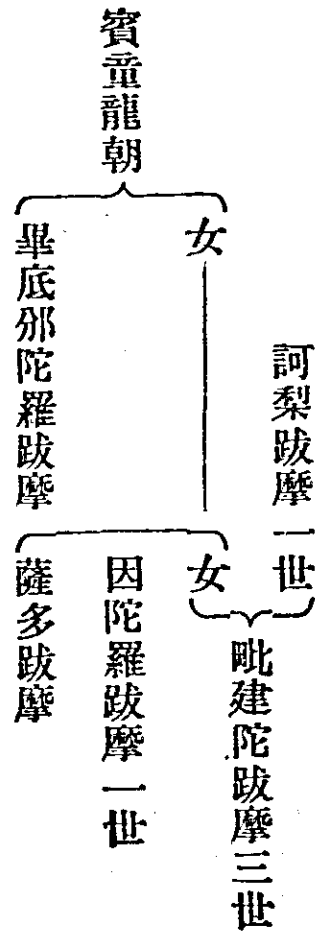 訶梨跋摩一世
毗建陀跋摩三世
女
女
賓童龍朝
因陀羅跋摩一世
畢底邪陀羅跋摩
薩多跋摩